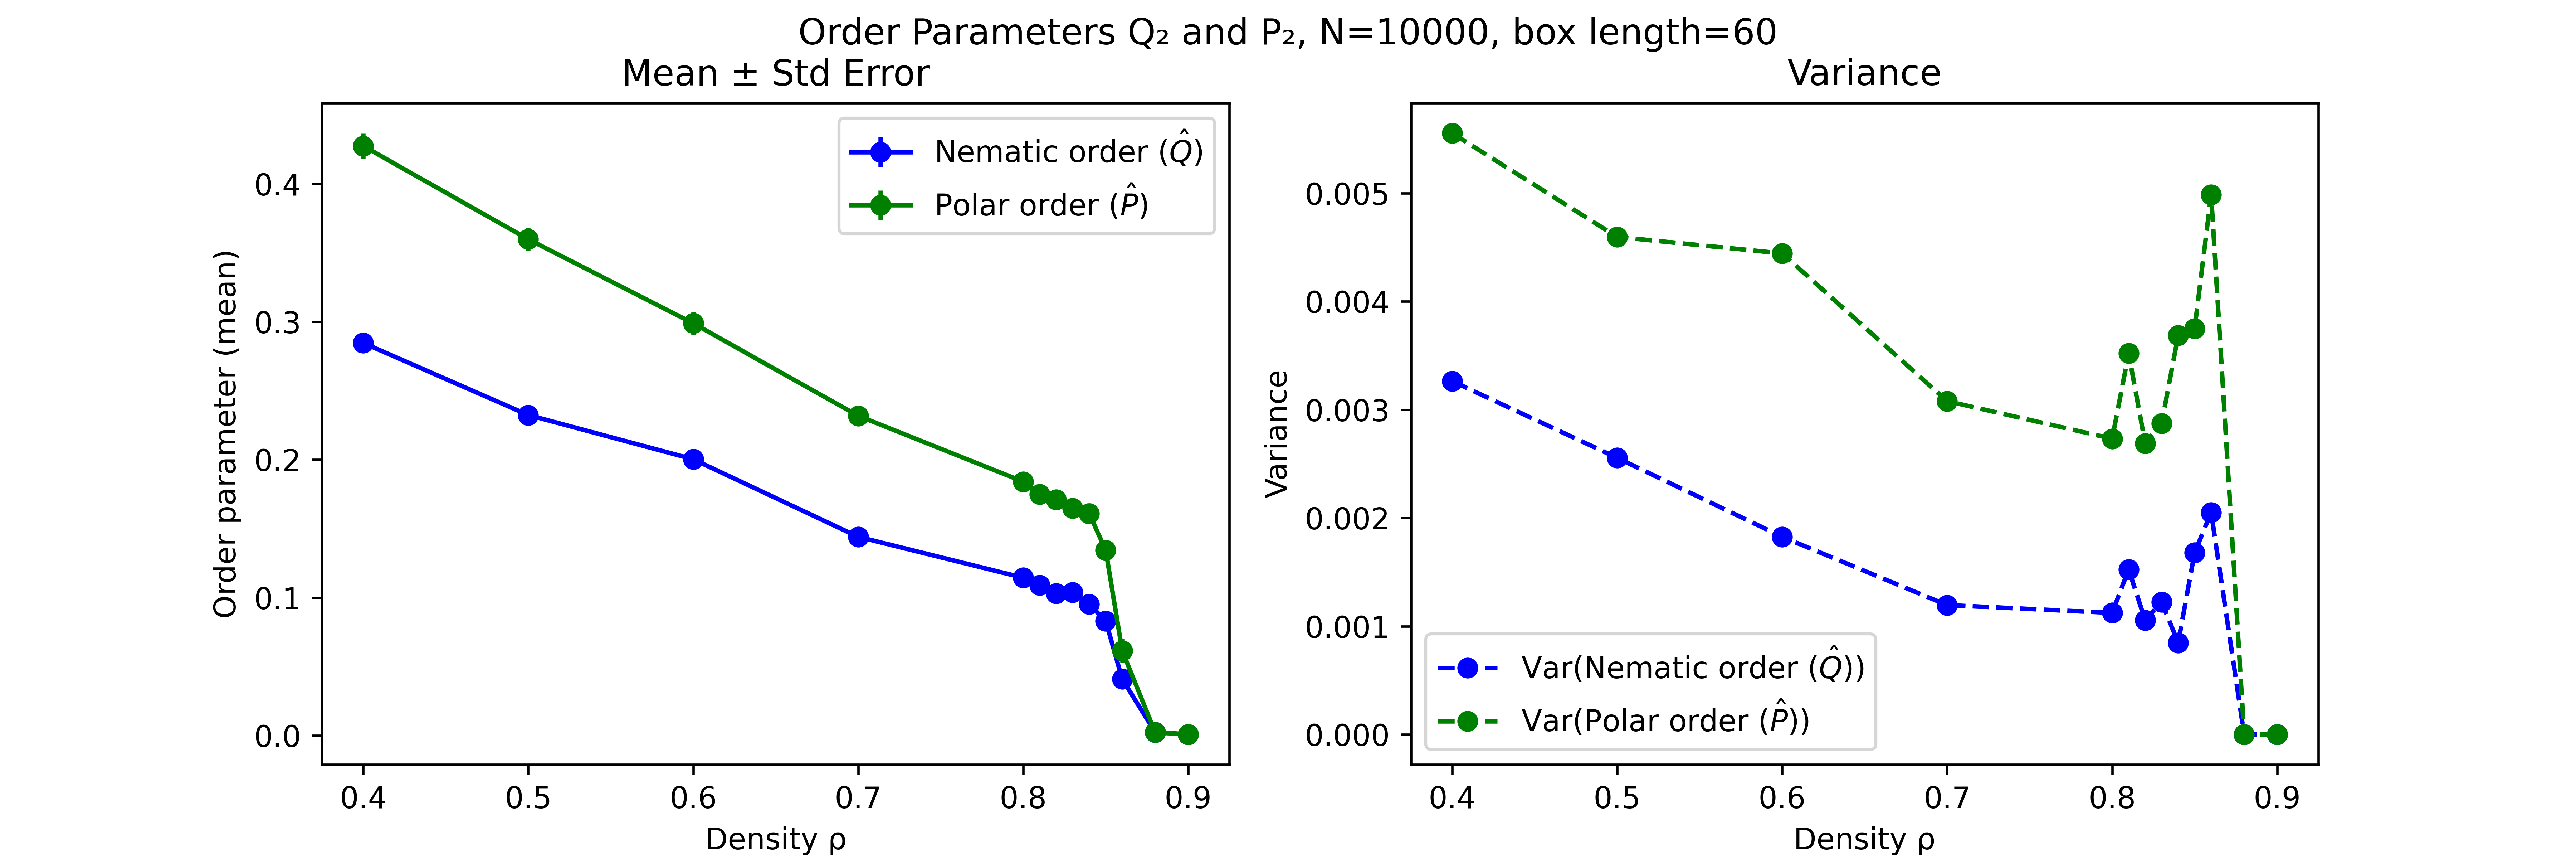 Order Parameters Q₂ and P₂, N=10000, box length=60
Mean ± Std Error
Order parameter (mean)
0.4
0.3
0.2
0.1
0.0
Nematic order (Q̂)
Polar order (P̂)
0.4 0.5 0.6 0.7 0.8 0.9
Density ρ
Variance
Variance
0.005
0.004
0.003
0.002
0.001
0.000
Var(Nematic order (Q̂))
Var(Polar order (P̂))
0.4 0.5 0.6 0.7 0.8 0.9
Density ρ